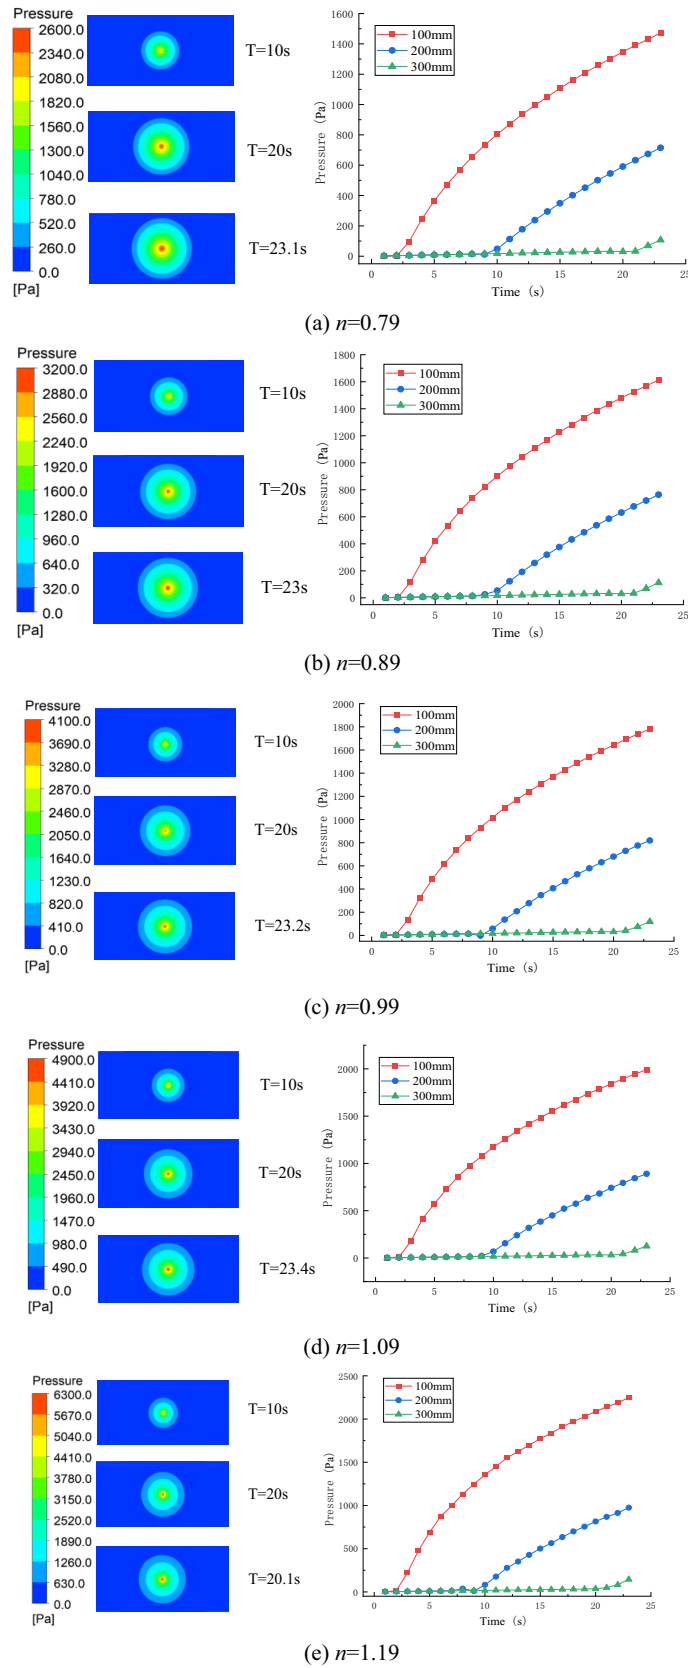 Pressure
2600.0
2340.0
2080.0
1820.0
1560.0
1300.0
1040.0
780.0
520.0
260.0
0.0
[Pa]
T=10s
T=20s
T=23.1s
1600
1400
1200
1000
800
600
400
200
0
Pressure (Pa)
100mm
200mm
300mm
0 5 10 15 20 25
Time (s)
(a) n=0.79
Pressure
3200.0
2880.0
2560.0
2240.0
1920.0
1600.0
1280.0
960.0
640.0
320.0
0.0
[Pa]
T=10s
T=20s
T=23s
1800
1600
1400
1200
1000
800
600
400
200
0
Pressure (Pa)
100mm
200mm
300mm
0 5 10 15 20 25
Time (s)
(b) n=0.89
Pressure
4100.0
3690.0
3280.0
2870.0
2460.0
2050.0
1640.0
1230.0
820.0
410.0
0.0
[Pa]
T=10s
T=20s
T=23.2s
2000
1800
1600
1400
1200
1000
800
600
400
200
0
Pressure (Pa)
100mm
200mm
300mm
0 5 10 15 20 25
Time (s)
(c) n=0.99
Pressure
4900.0
4410.0
3920.0
3430.0
2940.0
2450.0
1960.0
1470.0
980.0
490.0
0.0
[Pa]
T=10s
T=20s
T=23.4s
2000
1500
1000
500
0
Pressure (Pa)
100mm
200mm
300mm
0 5 10 15 20 25
Time (s)
(d) n=1.09
Pressure
6300.0
5670.0
5040.0
4410.0
3780.0
3150.0
2520.0
1890.0
1260.0
630.0
0.0
[Pa]
T=10s
T=20s
T=20.1s
2500
2000
1500
1000
500
0
Pressure (Pa)
100mm
200mm
300mm
0 5 10 15 20 25
Time (s)
(e) n=1.19